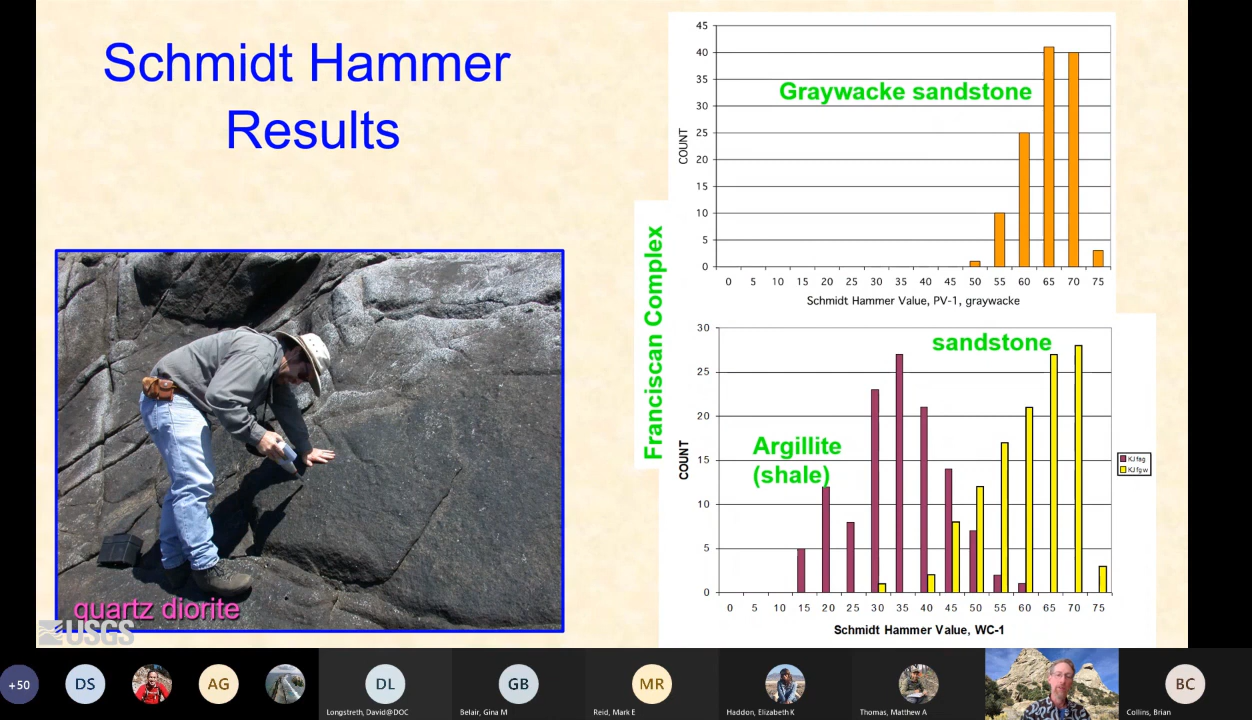 Schmidt Hammer
Results
quartz diorite
USGS
Franciscan Complex
45
40
35
30
25
20
15
10
5
0
COUNT
Graywacke sandstone
0 5 10 15 20 25 30 35 40 45 50 55 60 65 70 75
Schmidt Hammer Value, PV-1, graywacke
30
25
20
15
10
5
0
COUNT
sandstone
Argillite
(shale)
KJfsg
KJfgw
0 5 10 15 20 25 30 35 40 45 50 55 60 65 70 75
Schmidt Hammer Value, WC-1
+50
DS
AG
DL
Longstreth, David@DOC
GB
Belair, Gina M
MR
Reid, Mark E
Haddon, Elizabeth K
Thomas, Matthew A
BC
Collins, Brian